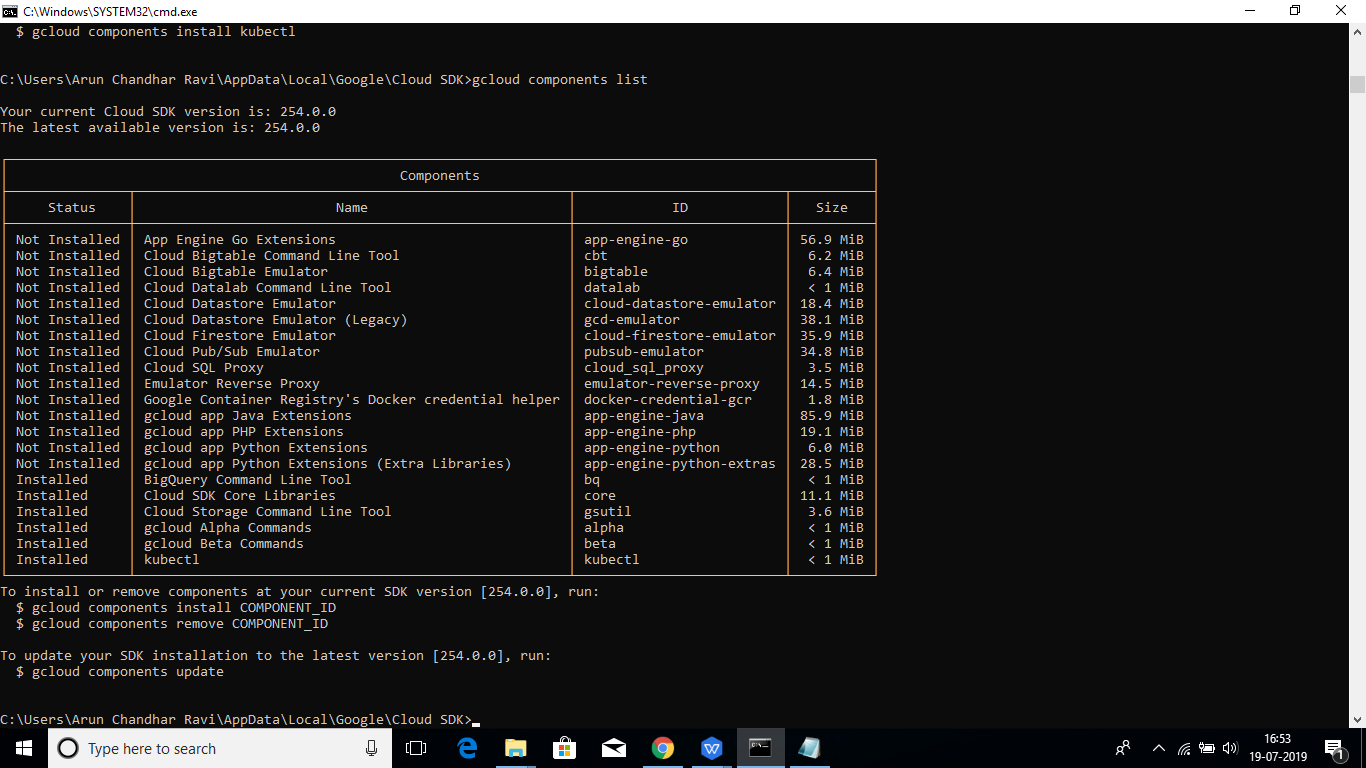 C:\Windows\SYSTEM32\cmd.exe
$ gcloud components install kubectl
C:\Users\Arun Chandhar Ravi\AppData\Local\Google\Cloud SDK>gcloud components list
Your current Cloud SDK version is: 254.0.0
The latest available version is: 254.0.0
Components
Status Name ID Size
Not Installed App Engine Go Extensions app-engine-go 56.9 MiB
Not Installed Cloud Bigtable Command Line Tool cbt 6.2 MiB
Not Installed Cloud Bigtable Emulator bigtable 6.4 MiB
Not Installed Cloud Datalab Command Line Tool datalab < 1 MiB
Not Installed Cloud Datastore Emulator cloud-datastore-emulator 18.4 MiB
Not Installed Cloud Datastore Emulator (Legacy) gcd-emulator 38.1 MiB
Not Installed Cloud Firestore Emulator cloud-firestore-emulator 35.9 MiB
Not Installed Cloud Pub/Sub Emulator pubsub-emulator 34.8 MiB
Not Installed Cloud SQL Proxy cloud_sql_proxy 3.5 MiB
Not Installed Emulator Reverse Proxy emulator-reverse-proxy 14.5 MiB
Not Installed Google Container Registry's Docker credential helper docker-credential-gcr 1.8 MiB
Not Installed gcloud app Java Extensions app-engine-java 85.9 MiB
Not Installed gcloud app PHP Extensions app-engine-php 19.1 MiB
Not Installed gcloud app Python Extensions app-engine-python 6.0 MiB
Not Installed gcloud app Python Extensions (Extra Libraries) app-engine-python-extras 28.5 MiB
Installed BigQuery Command Line Tool bq < 1 MiB
Installed Cloud SDK Core Libraries core 11.1 MiB
Installed Cloud Storage Command Line Tool gsutil 3.6 MiB
Installed gcloud Alpha Commands alpha < 1 MiB
Installed gcloud Beta Commands beta < 1 MiB
Installed kubectl kubectl < 1 MiB
To install or remove components at your current SDK version [254.0.0], run:
$ gcloud components install COMPONENT_ID
$ gcloud components remove COMPONENT_ID
To update your SDK installation to the latest version [254.0.0], run:
$ gcloud components update
C:\Users\Arun Chandhar Ravi\AppData\Local\Google\Cloud SDK>
Type here to search
16:53
19-07-2019
1